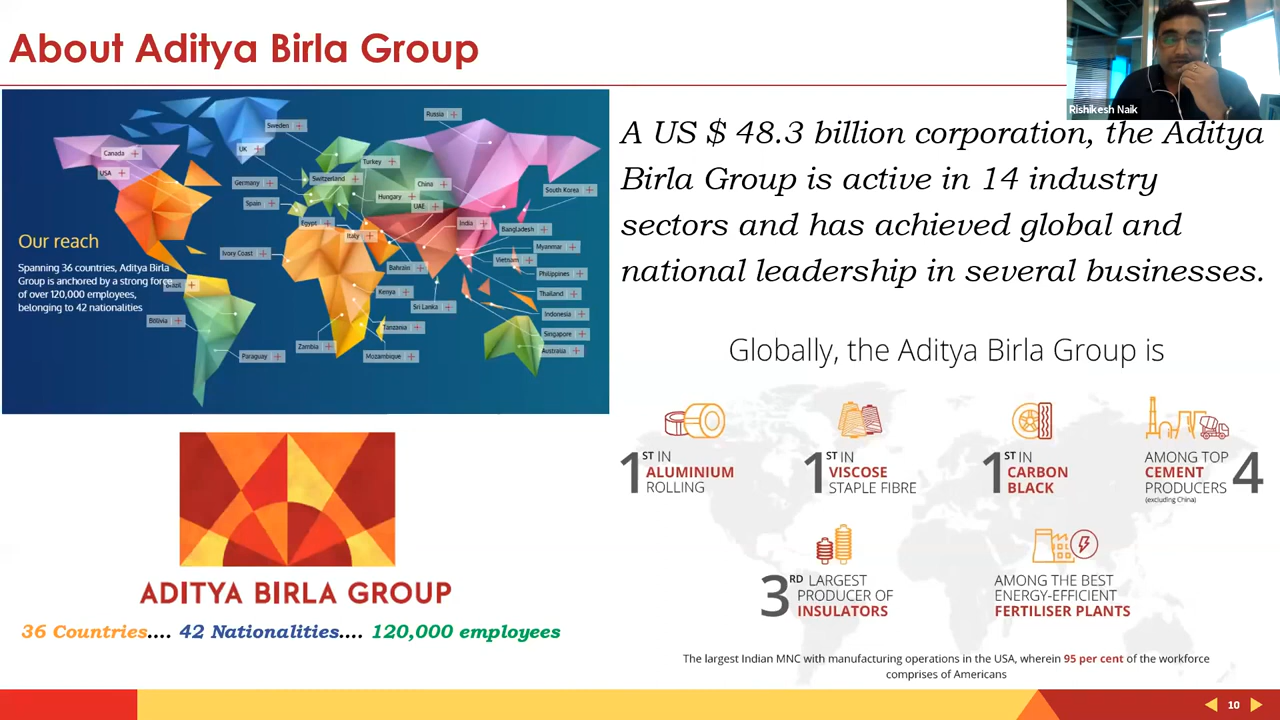 About Aditya Birla Group
Rishikesh Naik
Canada
USA
Sweden
UK
Germany
Switzerland
Spain
Turkey
Russia
Hungary
China
UAE
South Korea
Egypt
Italy
India
Bangladesh
Ivory Coast
Myanmar
Bahrain
Vietnam
Philippines
Kenya
Sri Lanka
Thailand
Indonesia
Tanzania
Singapore
Zambia
Mozambique
Australia
Brazil
Bolivia
Paraguay
Our reach
Spanning 36 countries, Aditya Birla
Group is anchored by a strong force
of over 120,000 employees,
belonging to 42 nationalities
ADITYA BIRLA GROUP
36 Countries.... 42 Nationalities.... 120,000 employees
A US $ 48.3 billion corporation, the Aditya
Birla Group is active in 14 industry
sectors and has achieved global and
national leadership in several businesses.
Globally, the Aditya Birla Group is
1ST IN
ALUMINIUM
ROLLING
1ST IN
VISCOSE
STAPLE FIBRE
1ST IN
CARBON
BLACK
AMONG TOP
CEMENT
PRODUCERS 4
(excluding China)
3RD LARGEST
PRODUCER OF
INSULATORS
AMONG THE BEST
ENERGY-EFFICIENT
FERTILISER PLANTS
The largest Indian MNC with manufacturing operations in the USA, wherein 95 per cent of the workforce
comprises of Americans
10